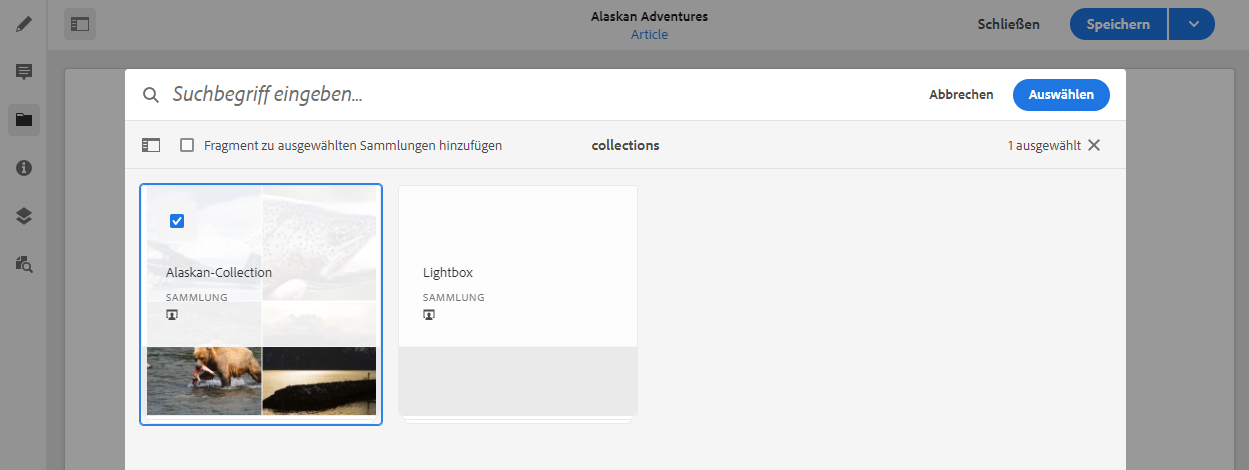 Alaskan Adventures
Article
Schließen
Speichern
Suchbegriff eingeben...
Abbrechen
Auswählen
Fragment zu ausgewählten Sammlungen hinzufügen
collections
1 ausgewählt
Alaskan-Collection
SAMMLUNG
Lightbox
SAMMLUNG